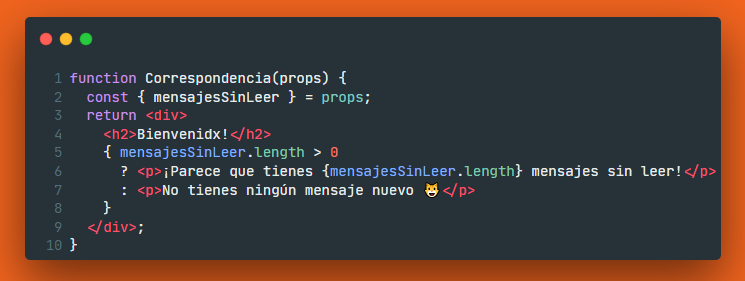 1 function Correspondencia(props) {
2   const { mensajesSinLeer } = props;
3   return <div>
4     <h2>Bienvenidx!</h2>
5     { mensajesSinLeer.length > 0
6       ? <p>¡Parece que tienes {mensajesSinLeer.length} mensajes sin leer!</p>
7       : <p>No tienes ningún mensaje nuevo 😺</p>
8     }
9   </div>;
10 }